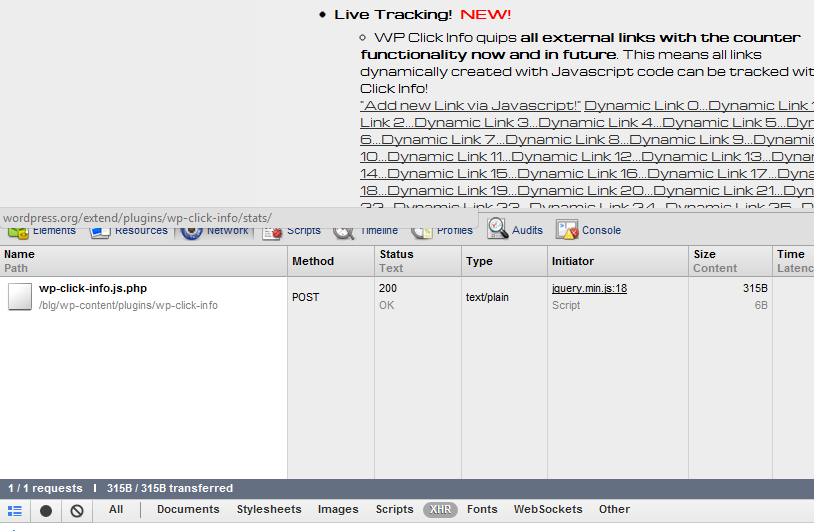 Live Tracking! NEW!
WP Click Info quips all external links with the counter
functionality now and in future. This means all links
dynamically created with Javascript code can be tracked wit
Click Info!
"Add new Link via Javascript!" Dynamic Link 0...Dynamic Link 1
Link 2...Dynamic Link 3...Dynamic Link 4...Dynamic Link 5...Dyn
6...Dynamic Link 7...Dynamic Link 8...Dynamic Link 9...Dynamic
10...Dynamic Link 11...Dynamic Link 12...Dynamic Link 13...Dynam
14...Dynamic Link 15...Dynamic Link 16...Dynamic Link 17...Dynam
18...Dynamic Link 19...Dynamic Link 20...Dynamic Link 21...Dynam
wordpress.org/extend/plugins/wp-click-info/stats/
Elements Resources Network Scripts Timeline Profiles Audits Console
Name Method Status Type Initiator Size Time
Path Text Content Latenc
wp-click-info.js.php POST 200 text/plain jquery.min.js:18 315B
/blg/wp-content/plugins/wp-click-info OK Script 6B
1 / 1 requests I 315B / 315B transferred
All Documents Stylesheets Images Scripts XHR Fonts WebSockets Other